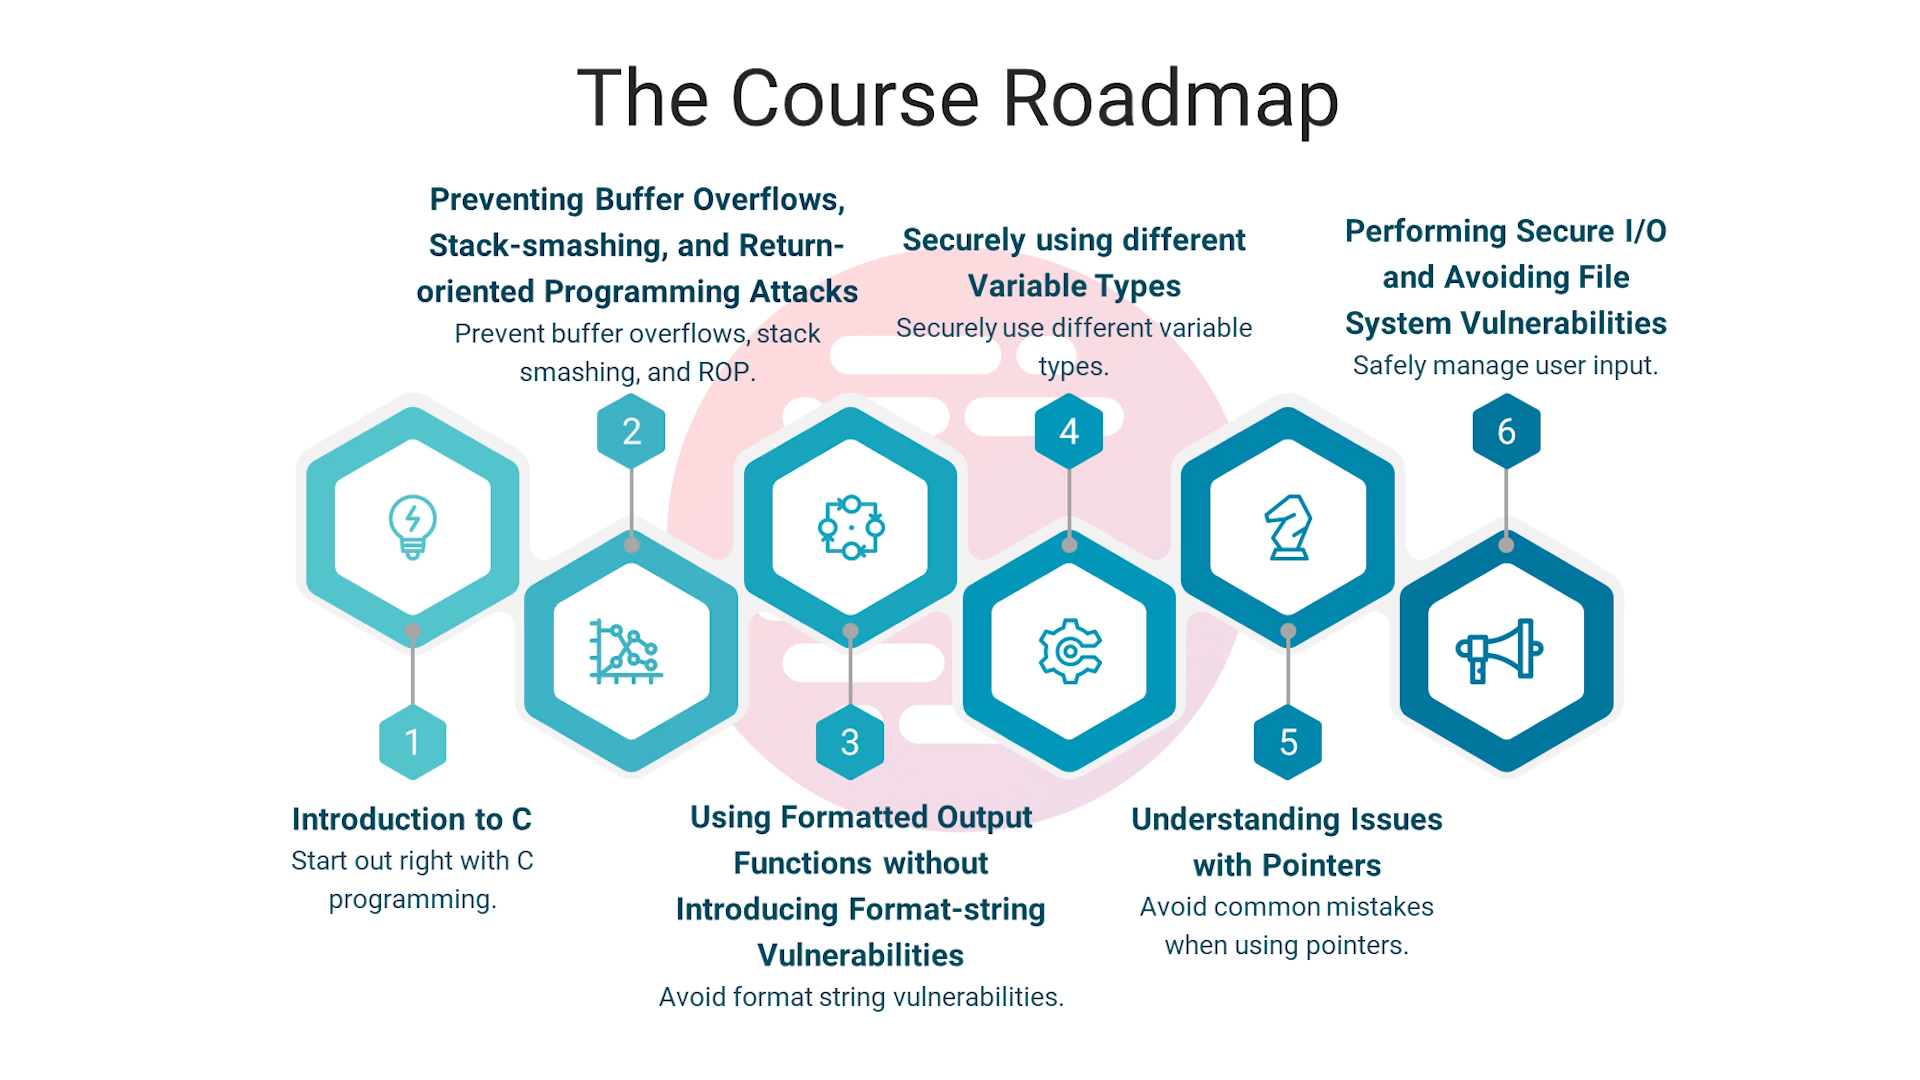 The Course Roadmap
Preventing Buffer Overflows,
Stack-smashing, and Return-
oriented Programming Attacks
Prevent buffer overflows, stack
smashing, and ROP.
Securely using different
Variable Types
Securely use different variable
types.
Performing Secure I/O
and Avoiding File
System Vulnerabilities
Safely manage user input.
2
4
6
1
3
5
Introduction to C
Start out right with C
programming.
Using Formatted Output
Functions without
Introducing Format-string
Vulnerabilities
Avoid format string vulnerabilities.
Understanding Issues
with Pointers
Avoid common mistakes
when using pointers.